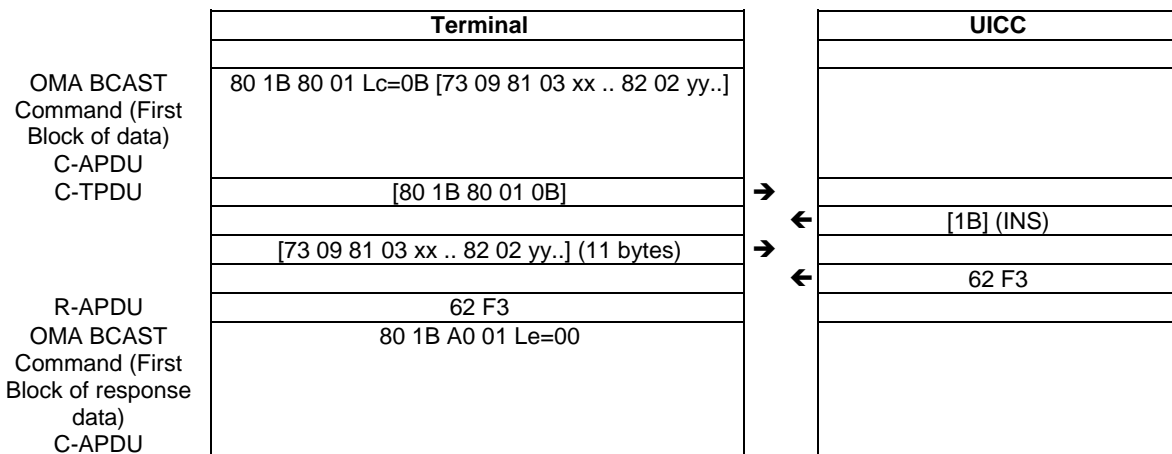 Terminal UICC
OMA BCAST
Command (First
Block of data)
C-APDU
80 1B 80 01 Lc=0B [73 09 81 03 xx .. 82 02 yy..]
C-TPDU [80 1B 80 01 0B] ➔
🡸 [1B] (INS)
[73 09 81 03 xx .. 82 02 yy..] (11 bytes) ➔
🡸 62 F3
R-APDU 62 F3
OMA BCAST
Command (First
Block of response
data)
C-APDU
80 1B A0 01 Le=00